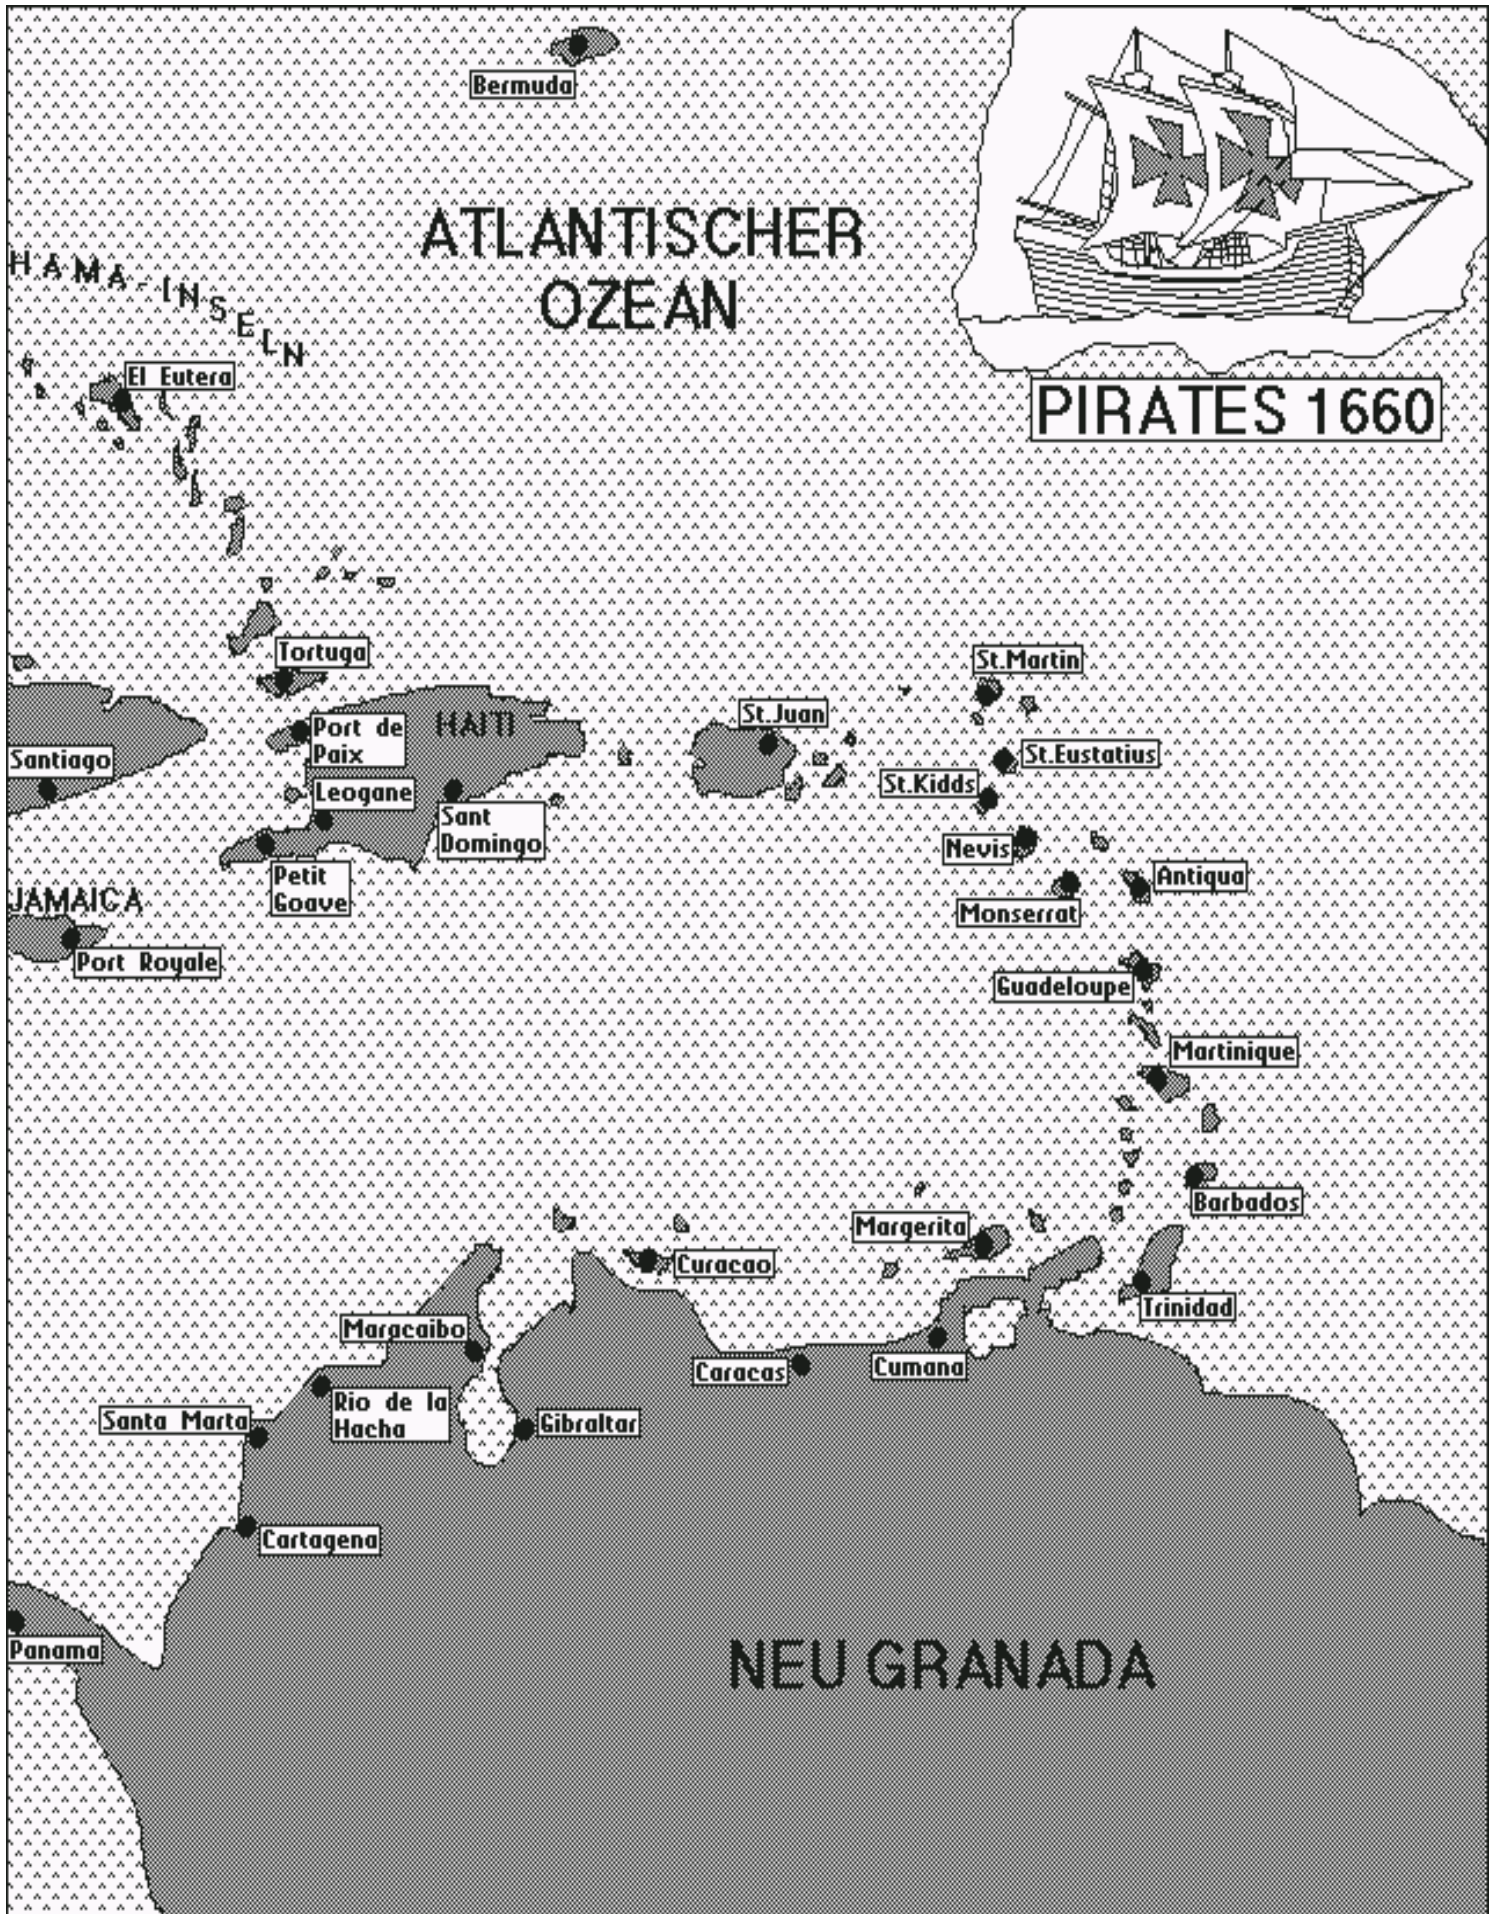 Bermuda
ATLANTISCHER
OZEAN
HAMA-INSELN
El Eutera
PIRATES 1660
Tortuga
St.Martin
St.Juan
HAITI
Port de
Paix
Santiago
St.Eustatius
St.Kidds
Leogane
Sant
Domingo
Nevis
Petit
Goave
Antiqua
JAMAICA
Monserrat
Port Royale
Guadeloupe
Martinique
Barbados
Margerita
Curacao
Trinidad
Maracaibo
Caracas
Cumana
Rio de la
Hacha
Santa Marta
Gibraltar
Cartagena
Panama
NEU GRANADA